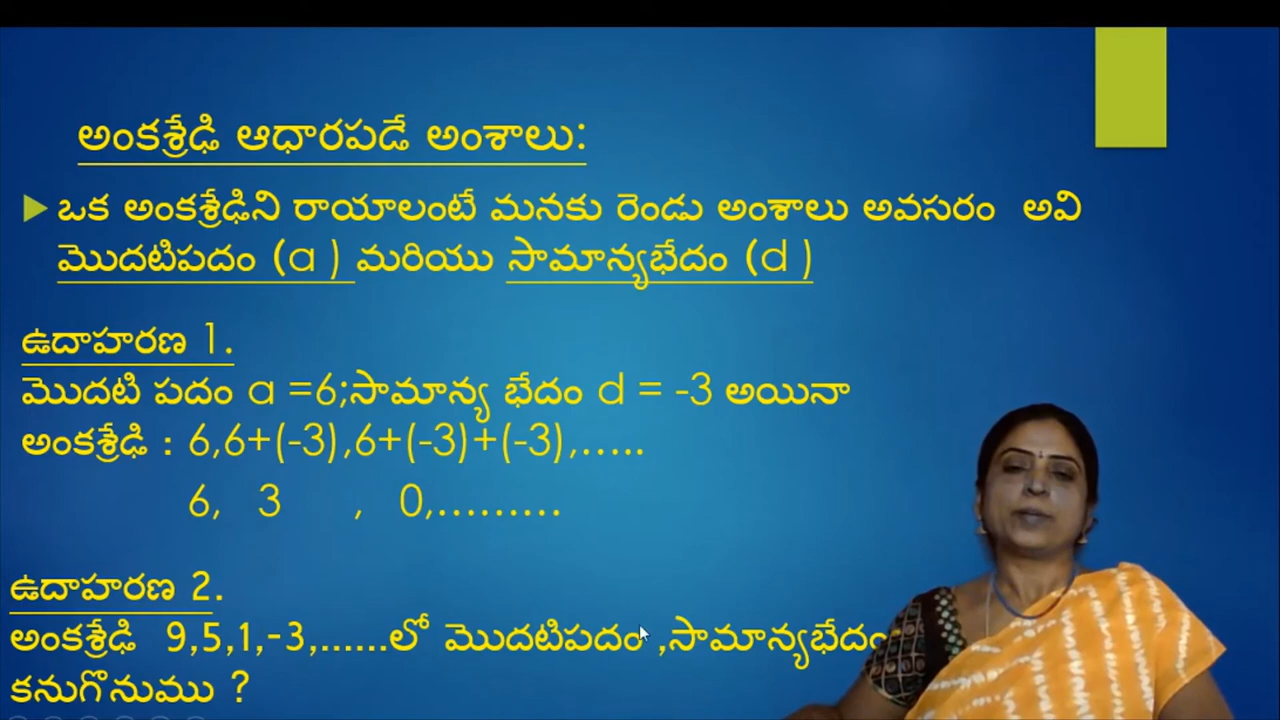 అంకశ్రేఢి ఆధారపడే అంశాలు:
ఒక అంకశ్రేఢిని రాయాలంటే మనకు రెండు అంశాలు అవసరం అవి
మొదటిపదం (a ) మరియు సామాన్యభేదం (d )
ఉదాహరణ 1.
మొదటి పదం a =6;సామాన్య భేదం d = -3 అయినా
అంకశ్రేఢి : 6,6+(-3),6+(-3)+(-3),.....
6, 3 , 0,.........
ఉదాహరణ 2.
అంకశ్రేఢి 9,5,1,-3,......లో మొదటిపదం ,సామాన్యభేదం
కనుగొనుము ?